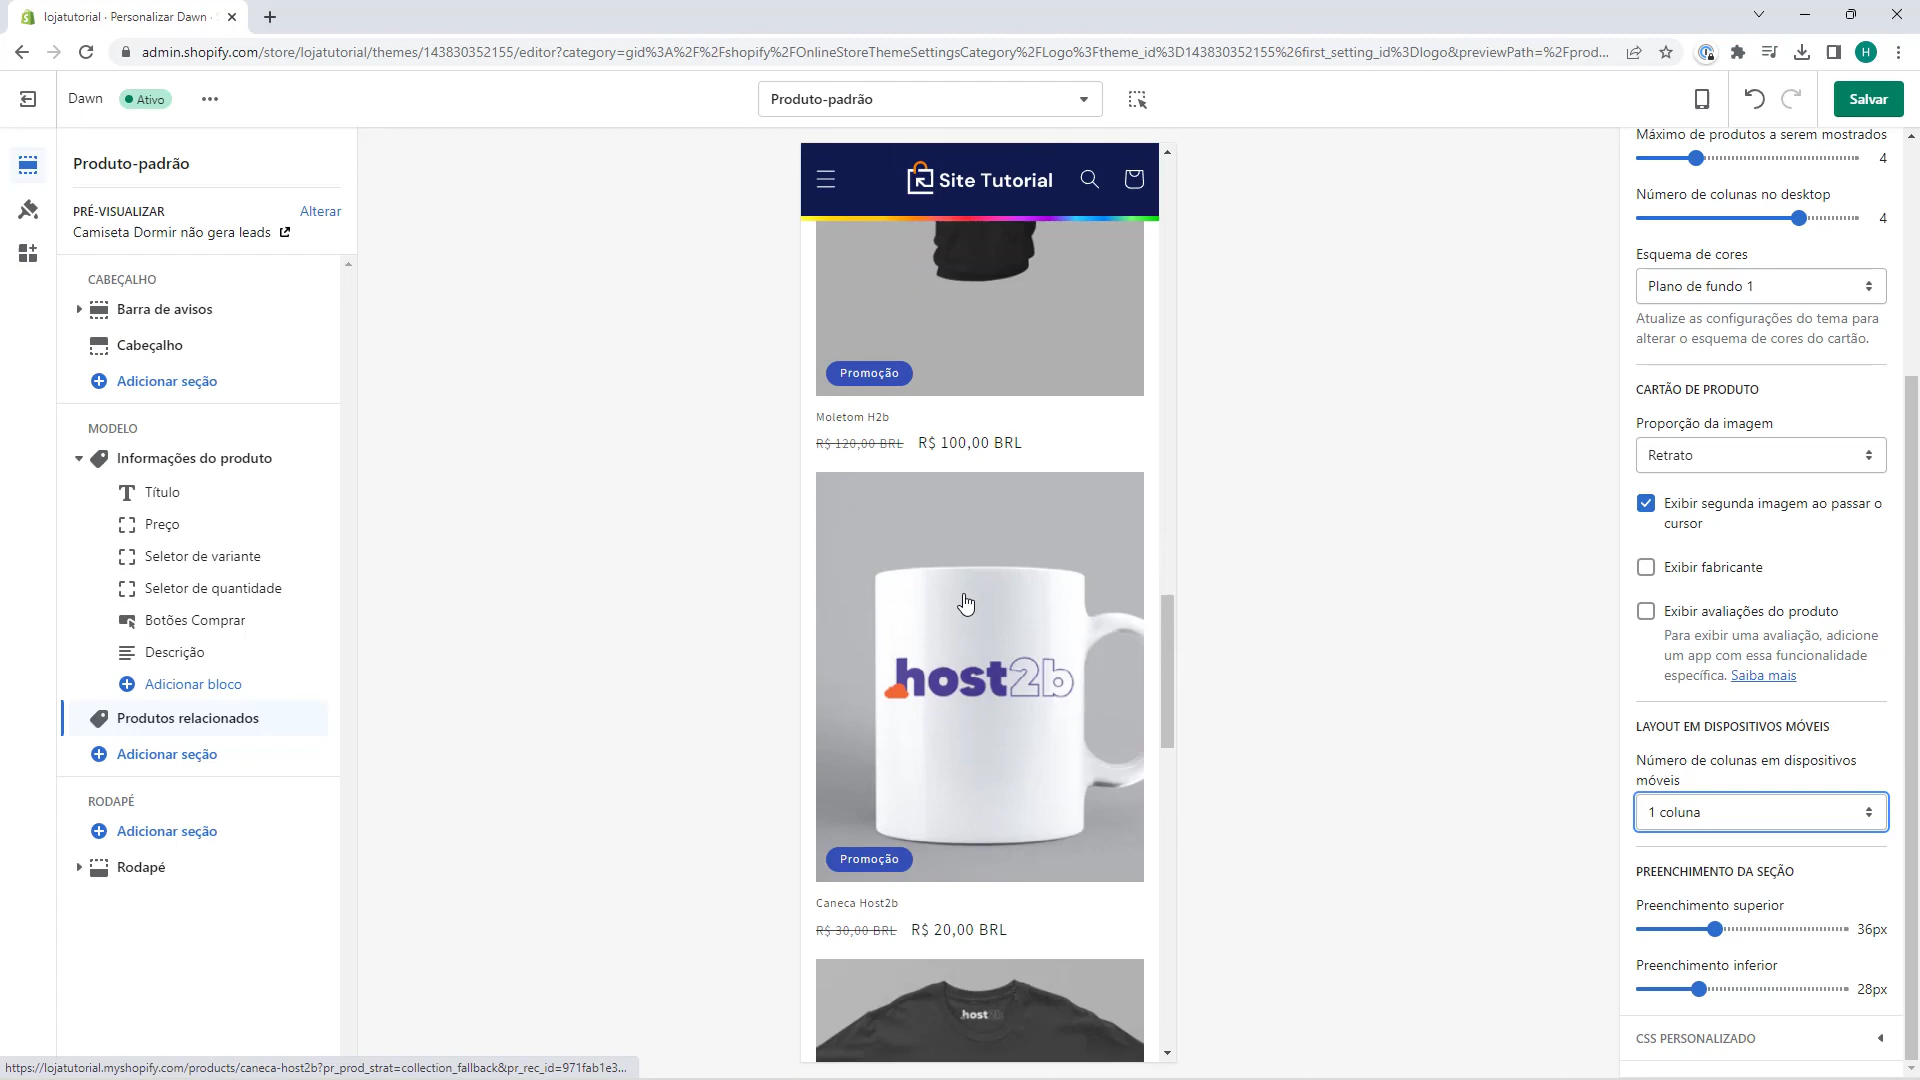 lojatutorial · Personalizar Dawn ·
admin.shopify.com/store/lojatutorial/themes/143830352155/editor?category=gid%3A%2F%2Fshopify%2FOnlineStoreThemeSettingsCategory%2FLogo%3Ftheme_id%3D143830352155%26first_setting_id%3Dlogo&previewPath=%2Fprod...
H
Dawn
Ativo
Produto-padrão
Salvar
Produto-padrão
PRÉ-VISUALIZAR
Alterar
Camiseta Dormir não gera leads
CABEÇALHO
Barra de avisos
Cabeçalho
Adicionar seção
MODELO
Informações do produto
Título
Preço
Seletor de variante
Seletor de quantidade
Botões Comprar
Descrição
Adicionar bloco
Produtos relacionados
Adicionar seção
RODAPÉ
Adicionar seção
Rodapé
https://lojatutorial.myshopify.com/products/caneca-host2b?pr_prod_strat=collection_fallback&pr_rec_id=971fab1e3...
Site Tutorial
Promoção
Moletom H2b
R$ 120,00 BRL R$ 100,00 BRL
host2b
Promoção
Caneca Host2b
R$ 30,00 BRL R$ 20,00 BRL
host2b
Máximo de produtos a serem mostrados
4
Número de colunas no desktop
4
Esquema de cores
Plano de fundo 1
Atualize as configurações do tema para
alterar o esquema de cores do cartão.
CARTÃO DE PRODUTO
Proporção da imagem
Retrato
Exibir segunda imagem ao passar o
cursor
Exibir fabricante
Exibir avaliações do produto
Para exibir uma avaliação, adicione
um app com essa funcionalidade
específica. Saiba mais
LAYOUT EM DISPOSITIVOS MÓVEIS
Número de colunas em dispositivos
móveis
1 coluna
PREENCHIMENTO DA SEÇÃO
Preenchimento superior
36px
Preenchimento inferior
28px
CSS PERSONALIZADO